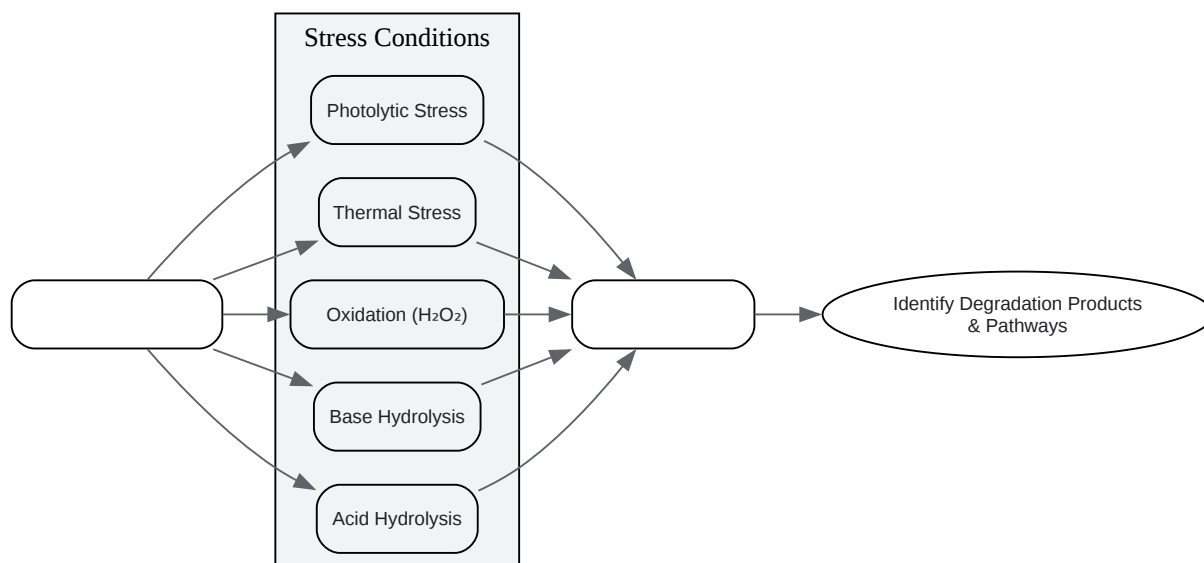 Stress Conditions
Photolytic Stress
Thermal Stress
Oxidation (H₂O₂)
Base Hydrolysis
Acid Hydrolysis
Identify Degradation Products
& Pathways